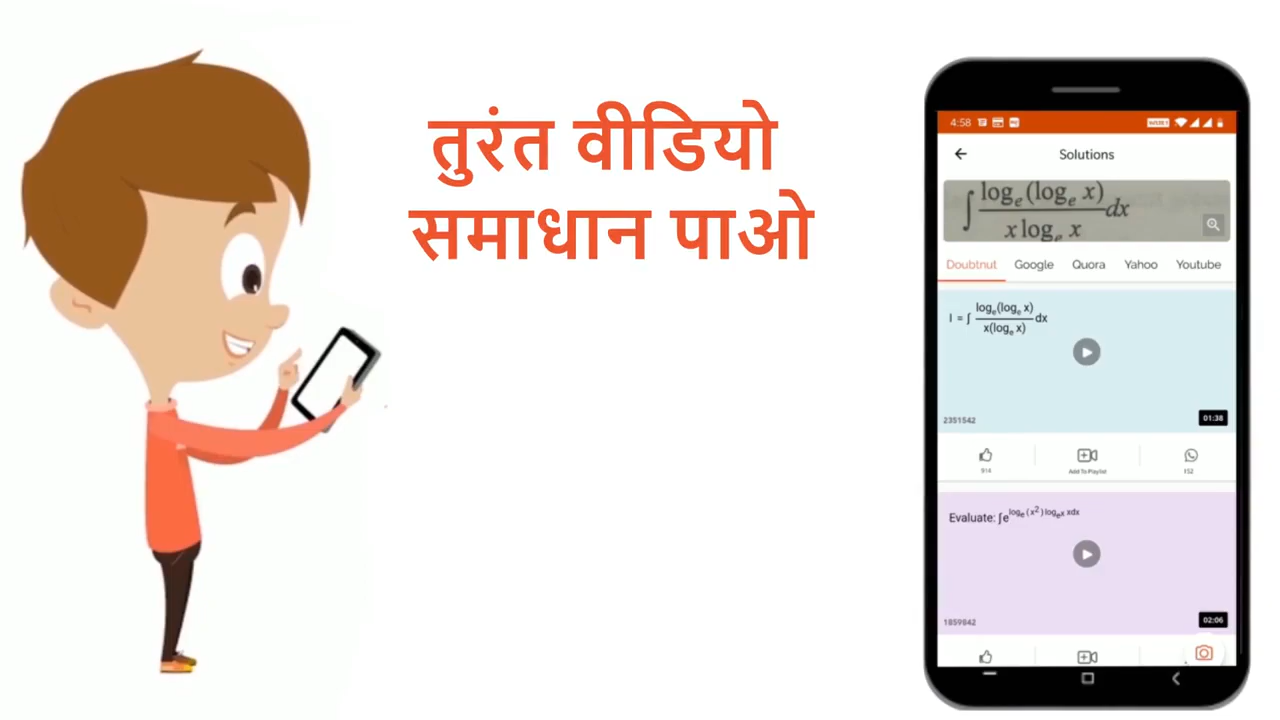 तुरंत वीडियो
समाधान पाओ
4:58
Solutions
∫ logₑ(logₑ x) / x logₑ x dx
Doubtnut Google Quora Yahoo Youtube
I = ∫ logₑ(logₑ x) / x(logₑ x) dx
2351542 01:38
914 Add To Playlist 152
Evaluate: ∫e^logₑ(x²)logₑx xdx
1859842 02:06